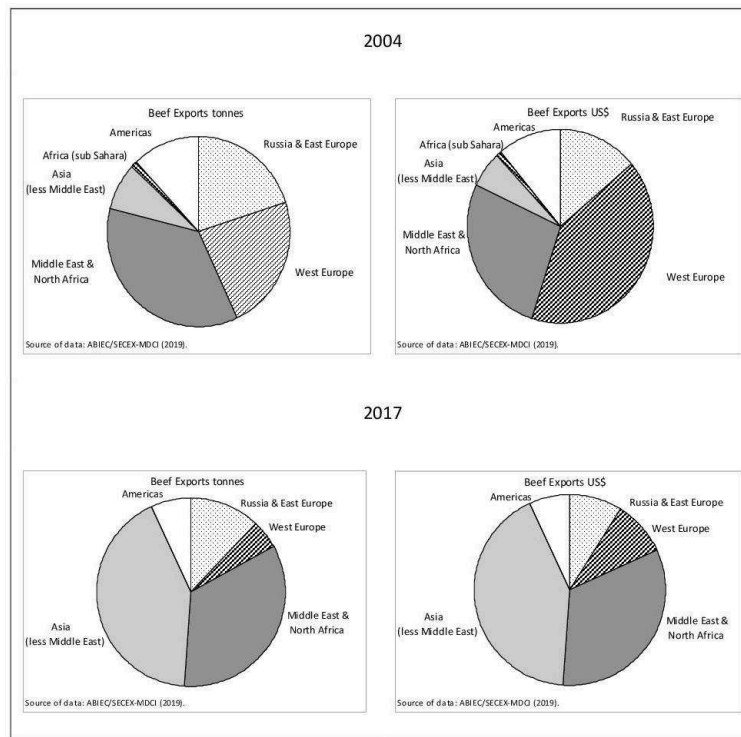 2004
Beef Exports tonnes
Americas
Russia & East Europe
Africa (sub Sahara)
Asia
(less Middle East)
Middle East &
North Africa
West Europe
Source of data: ABIEC/SECEX-MDCI (2019).
Beef Exports US$
Russia & East Europe
Americas
Africa (sub Sahara)
Asia
(less Middle East)
Middle East &
North Africa
West Europe
Source of data: ABIEC/SECEX-MDCI (2019).
2017
Beef Exports tonnes
Americas
Russia & East Europe
West Europe
Middle East &
North Africa
Asia
(less Middle East)
Source of data: ABIEC/SECEX-MDCI (2019).
Beef Exports US$
Americas
Russia & East Europe
West Europe
Asia
(less Middle East)
Middle East &
North Africa
Source of data: ABIEC/SECEX-MDCI (2019).